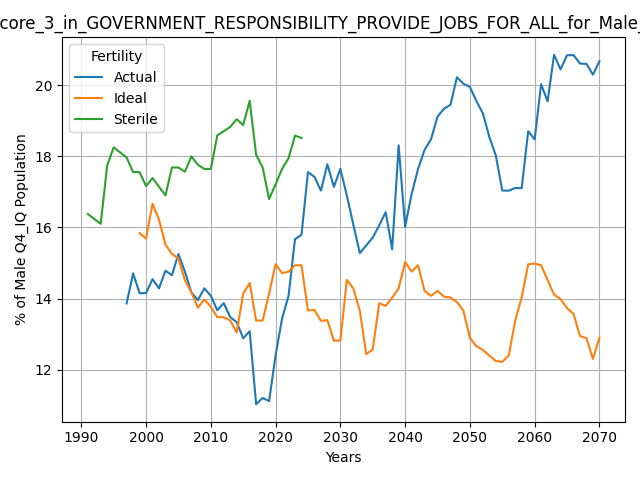 core_3_in_GOVERNMENT_RESPONSIBILITY_PROVIDE_JOBS_FOR_ALL_for_Male_
Fertility
Actual
Ideal
Sterile
% of Male Q4_IQ Population
20
18
16
14
12
1990 2000 2010 2020 2030 2040 2050 2060 2070
Years